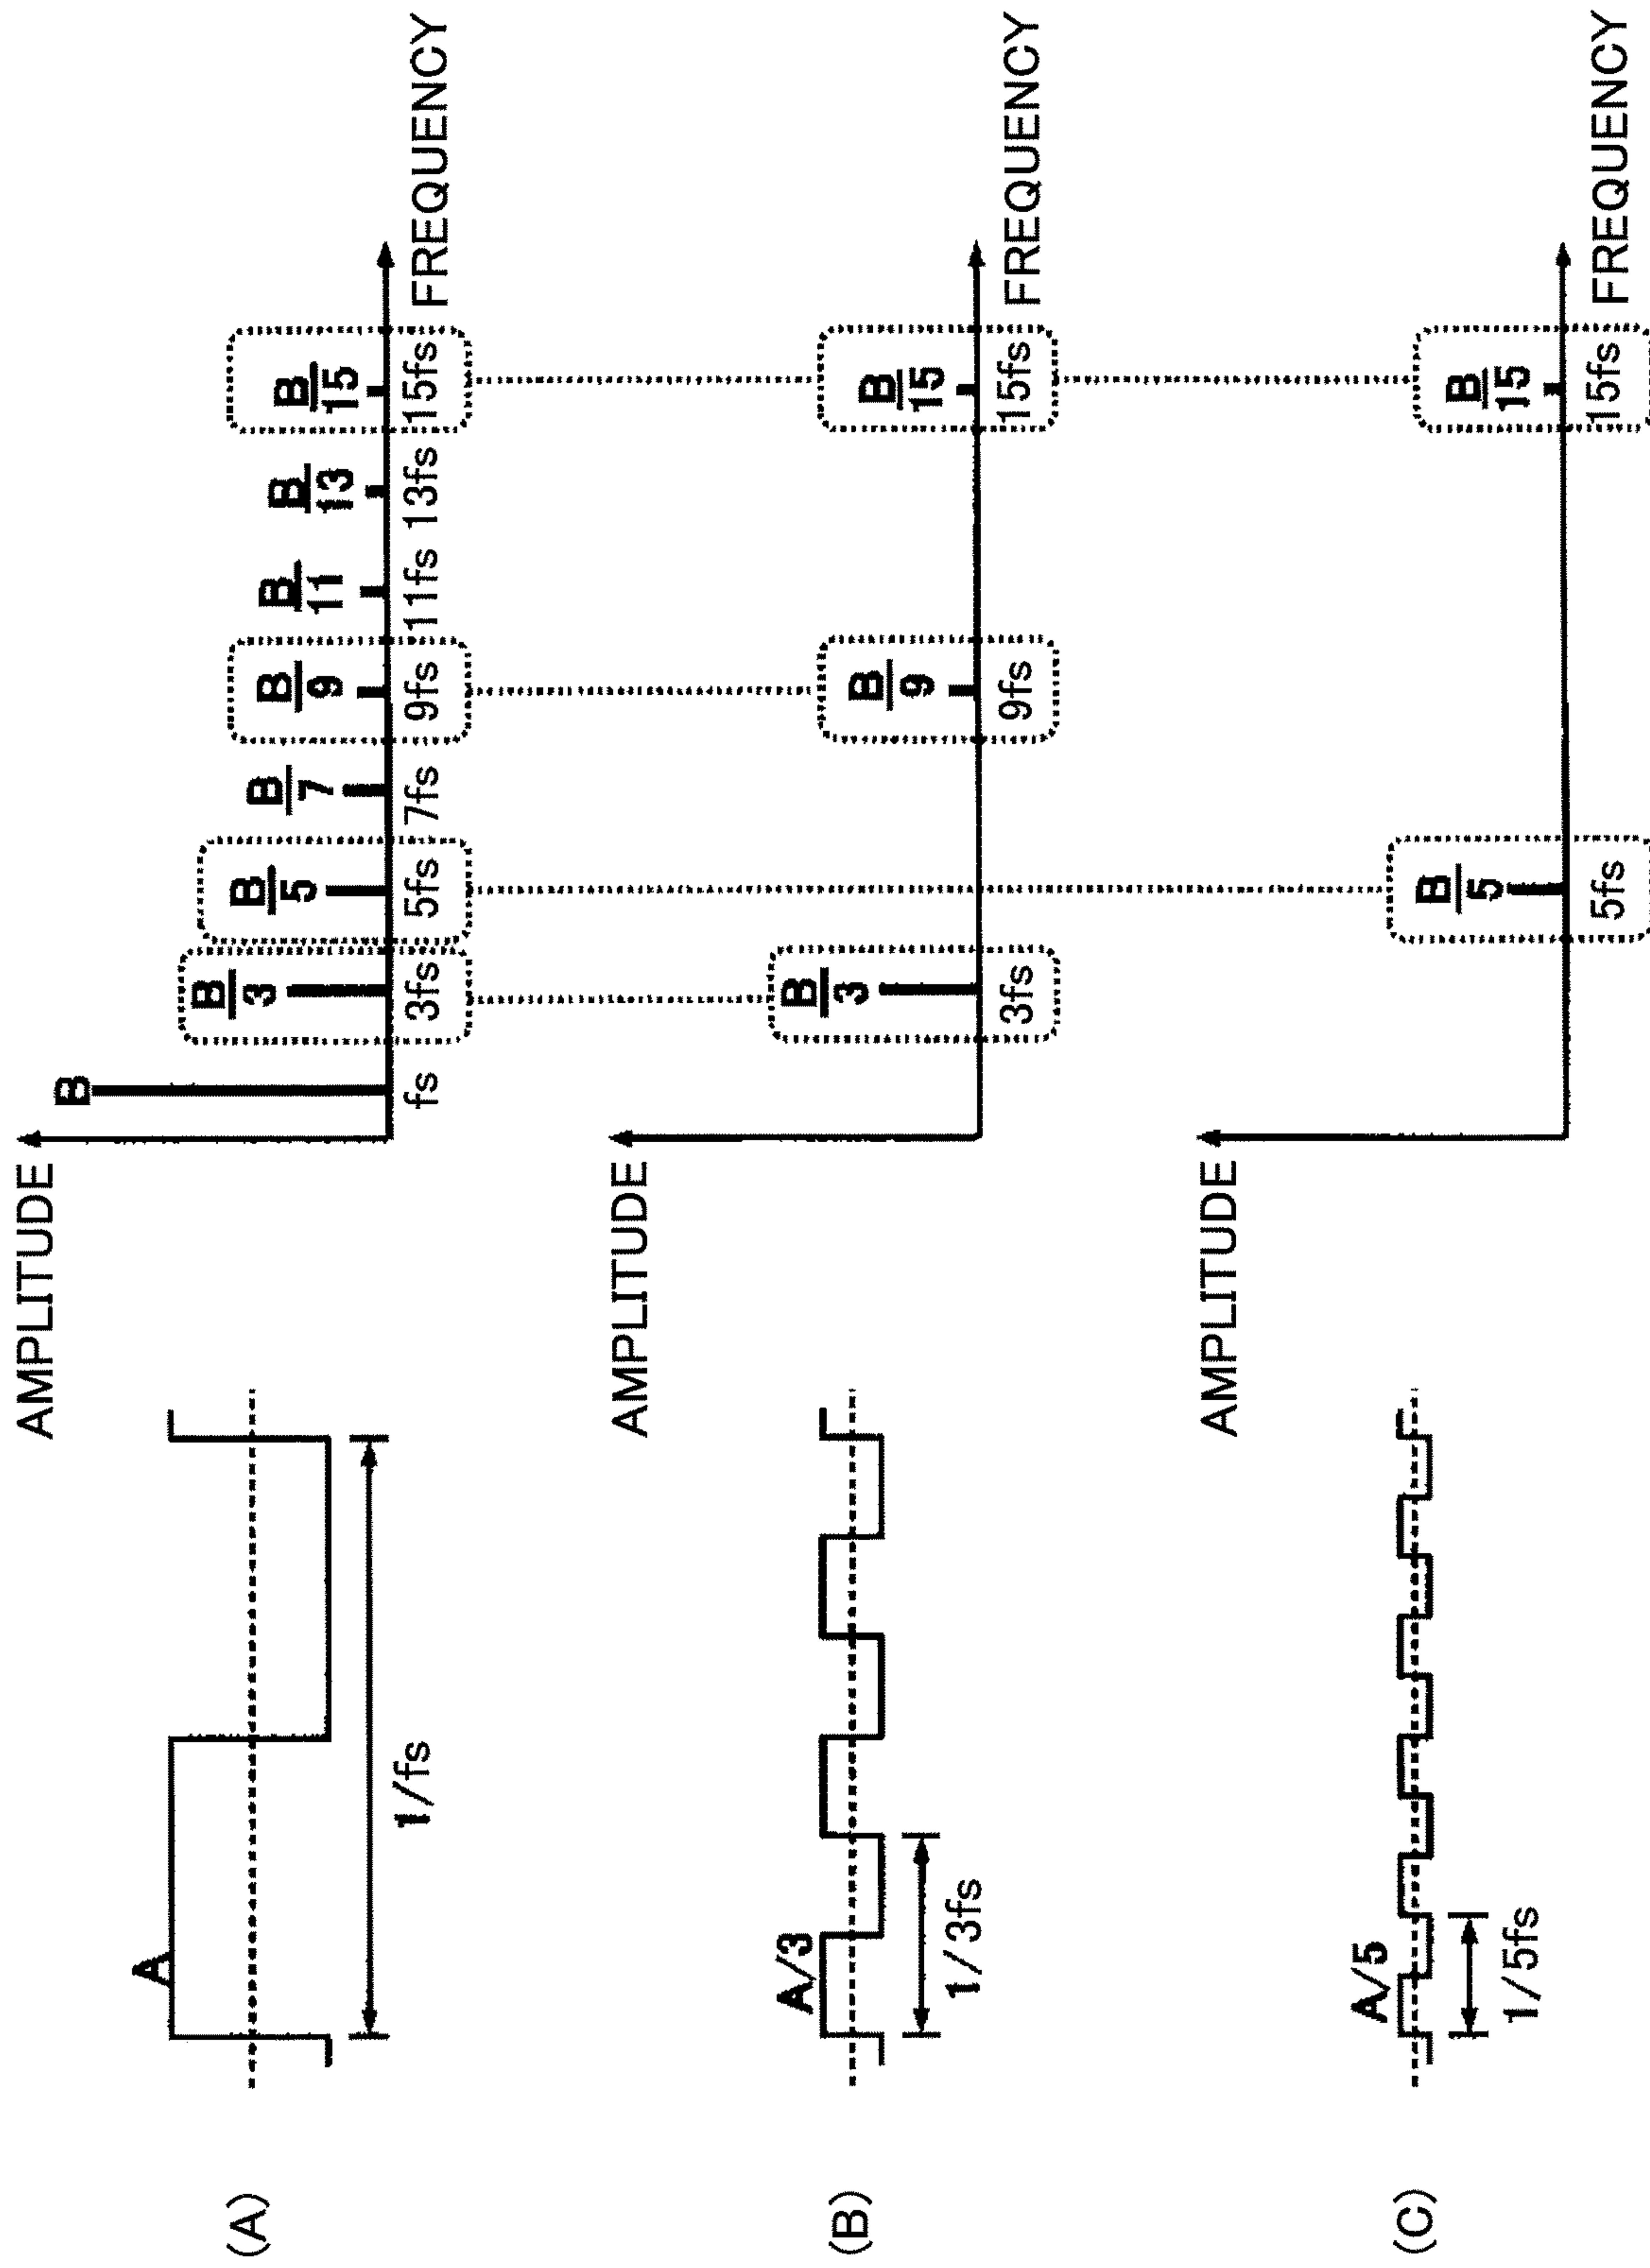 (A)
A
1/fs
AMPLITUDE
B
B/3
B/5
B/7
B/9
B/11
B/13
B/15
fs 3fs 5fs 7fs 9fs 11fs 13fs 15fs
FREQUENCY
(B)
A/3
1/3fs
AMPLITUDE
B/3
B/9
B/15
3fs 9fs 15fs
FREQUENCY
(C)
A/5
1/5fs
AMPLITUDE
B/5
B/15
5fs 15fs
FREQUENCY